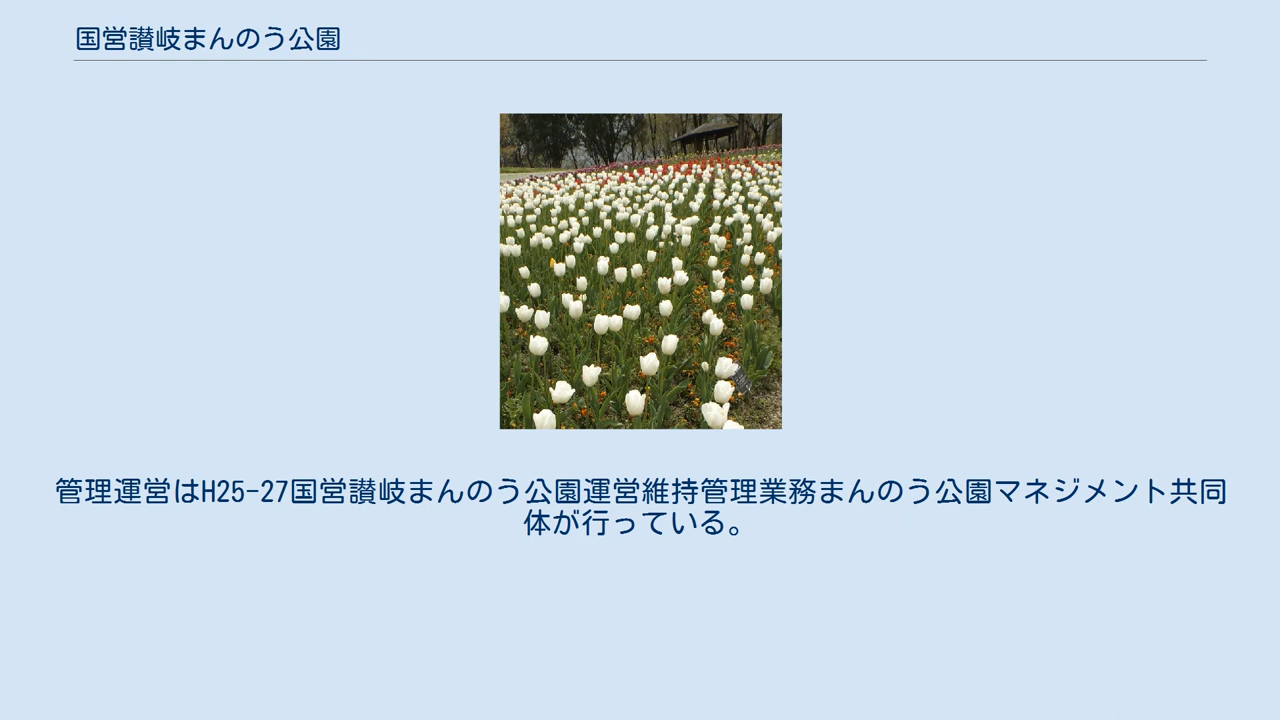 国営讃岐まんのう公園
管理運営はH25-27国営讃岐まんのう公園運営維持管理業務まんのう公園マネジメント共同
体が行っている。